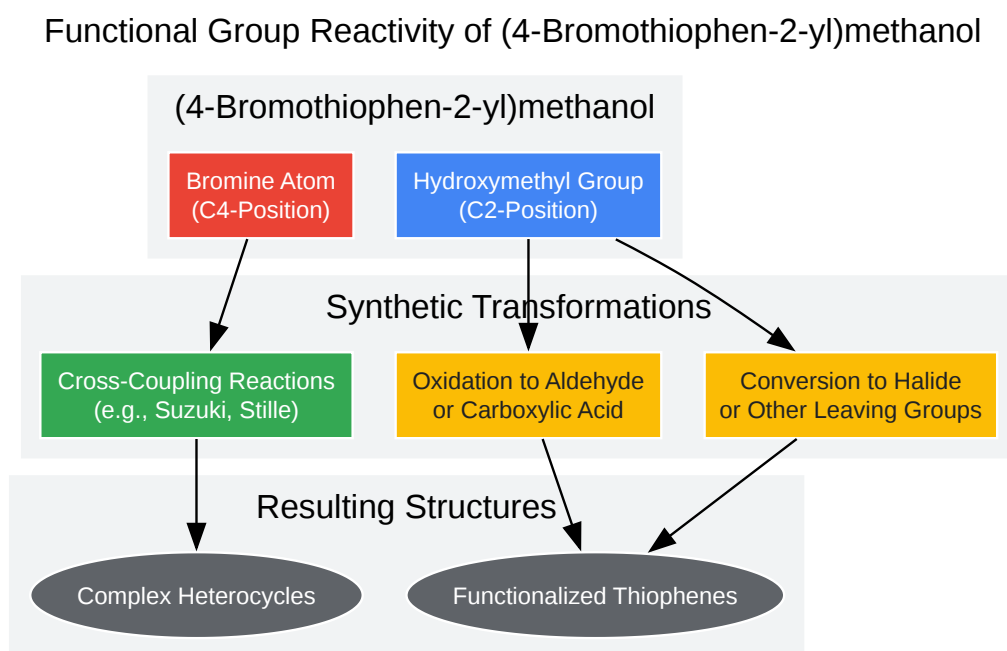 Functional Group Reactivity of (4-Bromothiophen-2-yl)methanol
(4-Bromothiophen-2-yl)methanol
Bromine Atom
(C4-Position)
Hydroxymethyl Group
(C2-Position)
Synthetic Transformations
Cross-Coupling Reactions
(e.g., Suzuki, Stille)
Oxidation to Aldehyde
or Carboxylic Acid
Conversion to Halide
or Other Leaving Groups
Resulting Structures
Complex Heterocycles
Functionalized Thiophenes